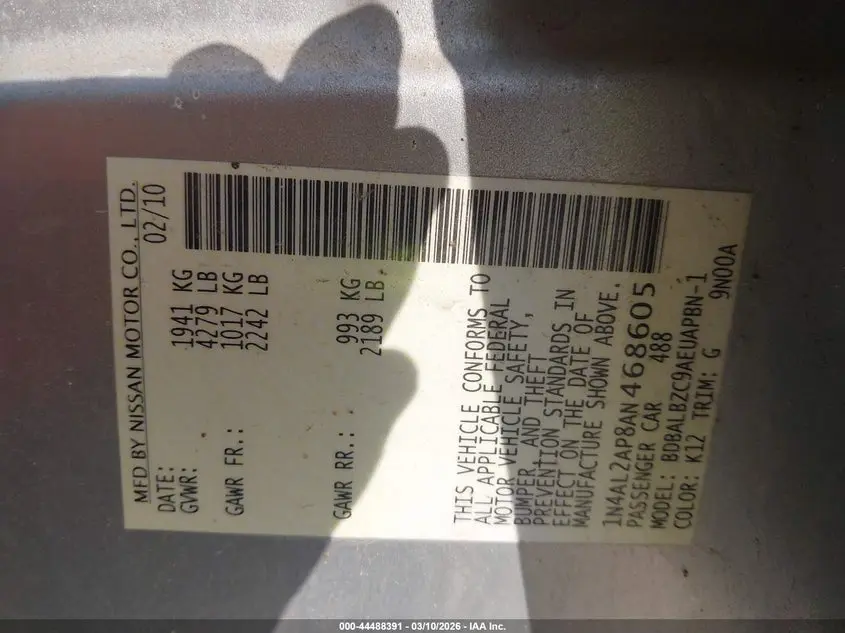 MFD BY NISSAN MOTOR CO., LTD.
DATE: 02/10
GVWR: 1941 KG
4279 LB
GAWR FR.: 1017 KG
2242 LB
GAWR RR.: 993 KG
2189 LB
THIS VEHICLE CONFORMS TO
ALL APPLICABLE FEDERAL
MOTOR VEHICLE SAFETY,
BUMPER, AND THEFT
PREVENTION STANDARDS IN
EFFECT ON THE DATE OF
MANUFACTURE SHOWN ABOVE.
1N4AL2AP8AN468605
PASSENGER CAR 488
MODEL: BDBALBZC9AEUAPBN-1
COLOR: K12 TRIM: G 9N00A
000-44488391 - 03/10/2026 - IAA Inc.